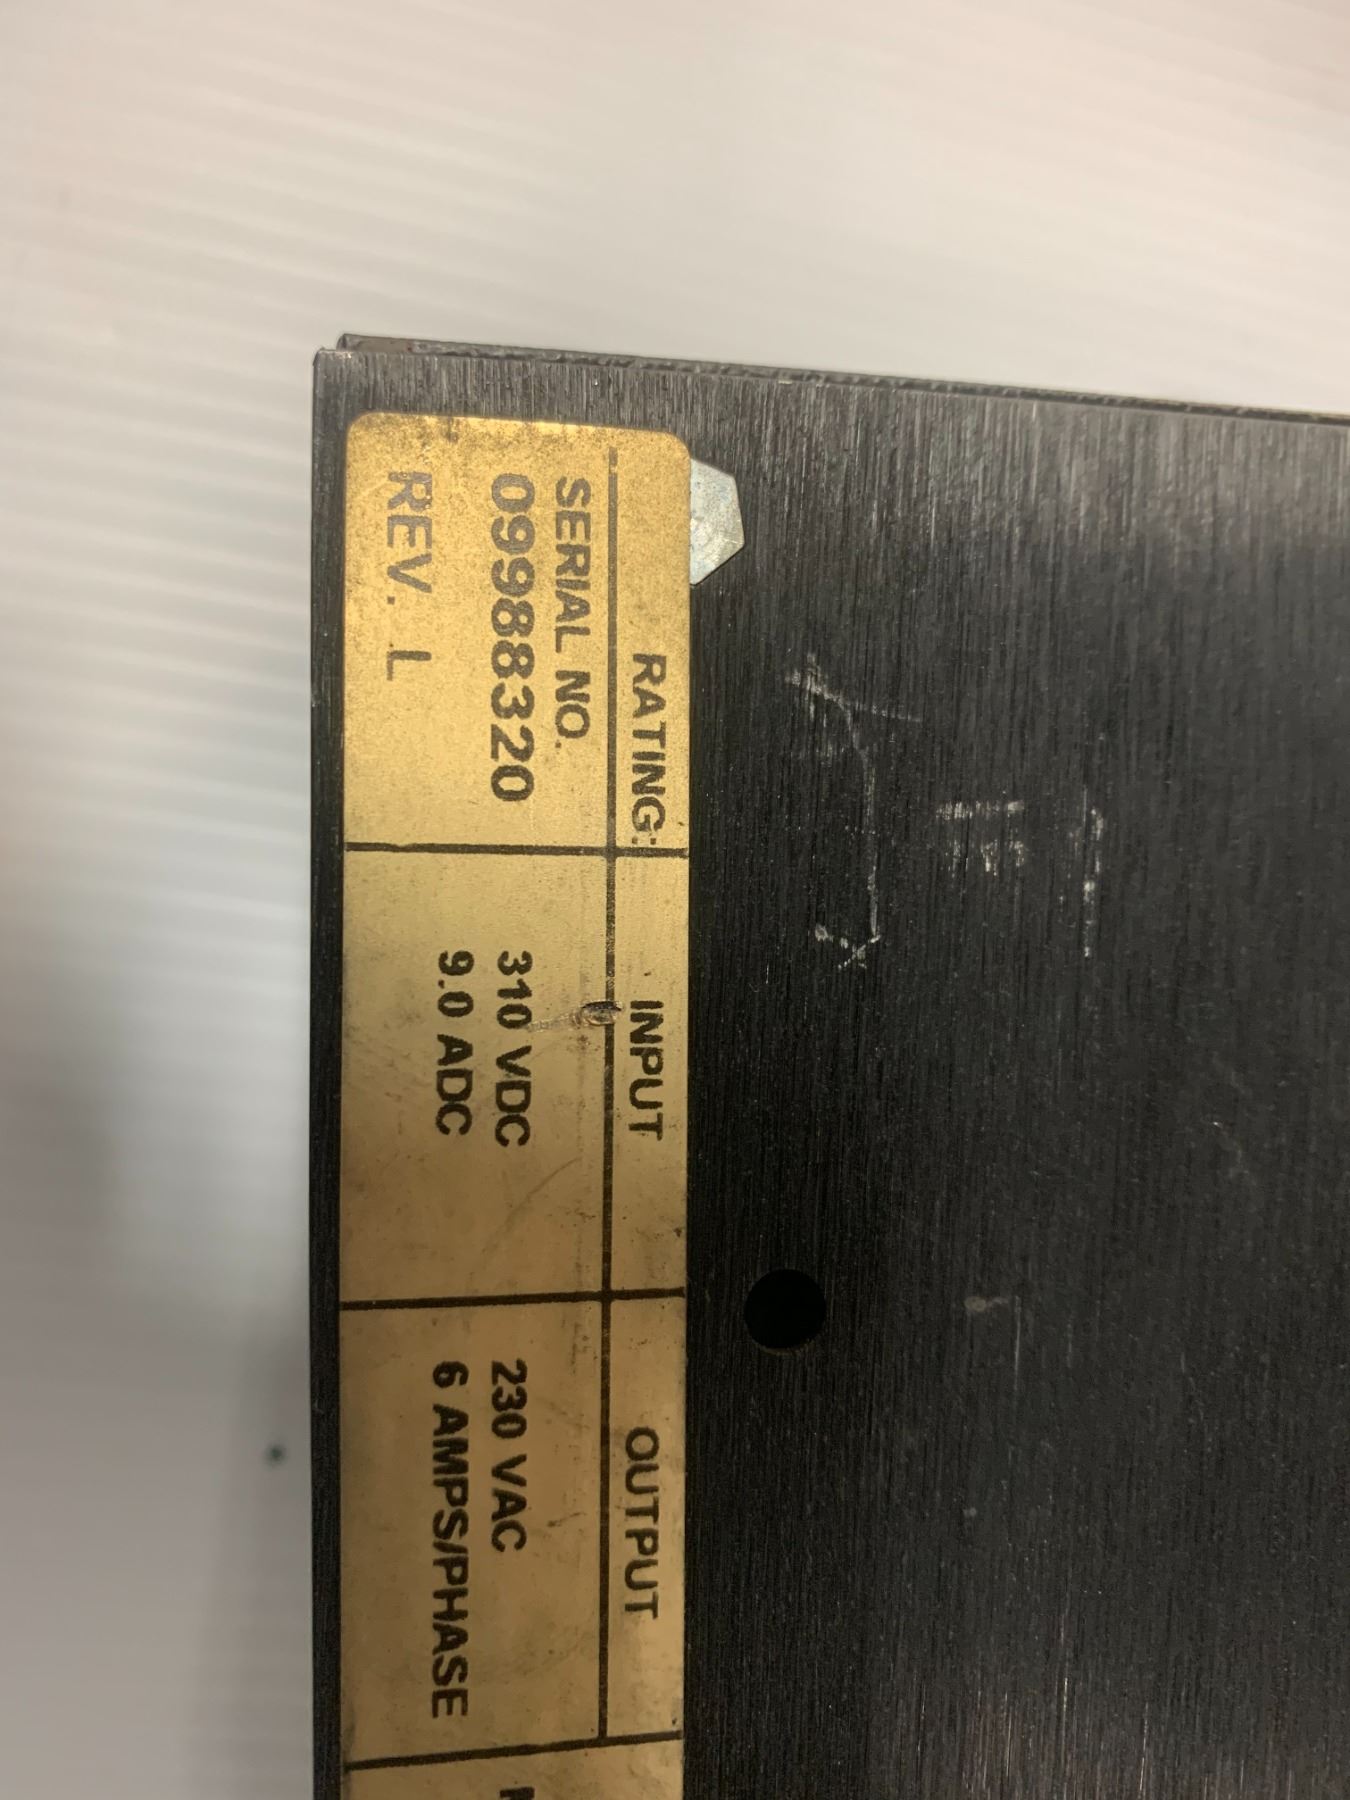 RATING:
SERIAL NO.
09988320
REV. L
INPUT
310 VDC
9.0 ADC
OUTPUT
230 VAC
6 AMPS/PHASE